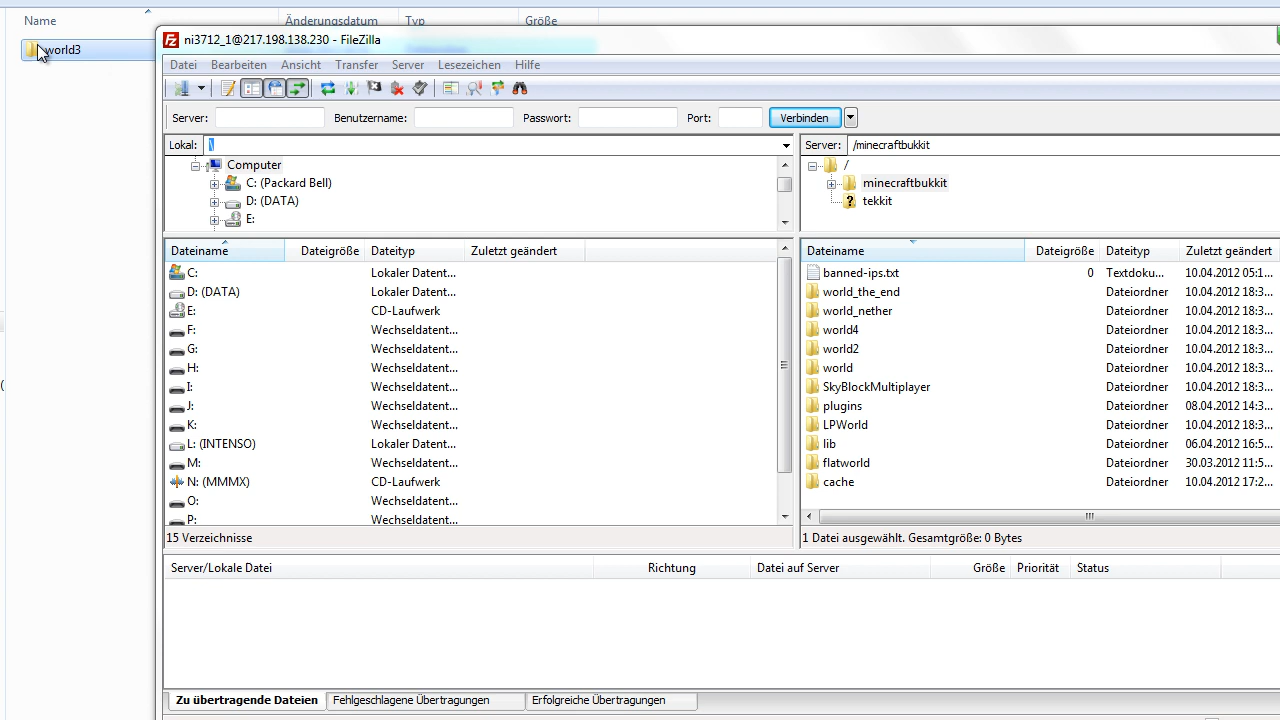 Name Änderungsdatum Typ Größe
world3
ni3712_1@217.198.138.230 - FileZilla
Datei Bearbeiten Ansicht Transfer Server Lesezeichen Hilfe
Server: Benutzername: Passwort: Port: Verbinden
Lokal: \
Server: /minecraftbukkit
Computer
C: (Packard Bell)
D: (DATA)
E:
/
minecraftbukkit
tekkit
Dateiname Dateigröße Dateityp Zuletzt geändert
C: Lokaler Datent...
D: (DATA) Lokaler Datent...
E: CD-Laufwerk
F: Wechseldatent...
G: Wechseldatent...
H: Wechseldatent...
I: Wechseldatent...
J: Wechseldatent...
K: Wechseldatent...
L: (INTENSO) Lokaler Datent...
M: Wechseldatent...
N: (MMMX) CD-Laufwerk
O: Wechseldatent...
P: Wechseldatent...
15 Verzeichnisse
Dateiname Dateigröße Dateityp Zuletzt geändert
banned-ips.txt 0 Textdoku... 10.04.2012 05:1...
world_the_end Dateiordner 10.04.2012 18:3...
world_nether Dateiordner 10.04.2012 18:3...
world4 Dateiordner 10.04.2012 18:3...
world2 Dateiordner 10.04.2012 18:3...
world Dateiordner 10.04.2012 18:3...
SkyBlockMultiplayer Dateiordner 10.04.2012 18:3...
plugins Dateiordner 08.04.2012 14:3...
LPWorld Dateiordner 10.04.2012 18:3...
lib Dateiordner 06.04.2012 16:5...
flatworld Dateiordner 30.03.2012 11:5...
cache Dateiordner 10.04.2012 17:2...
1 Datei ausgewählt. Gesamtgröße: 0 Bytes
Server/Lokale Datei Richtung Datei auf Server Größe Priorität Status
Zu übertragende Dateien Fehlgeschlagene Übertragungen Erfolgreiche Übertragungen